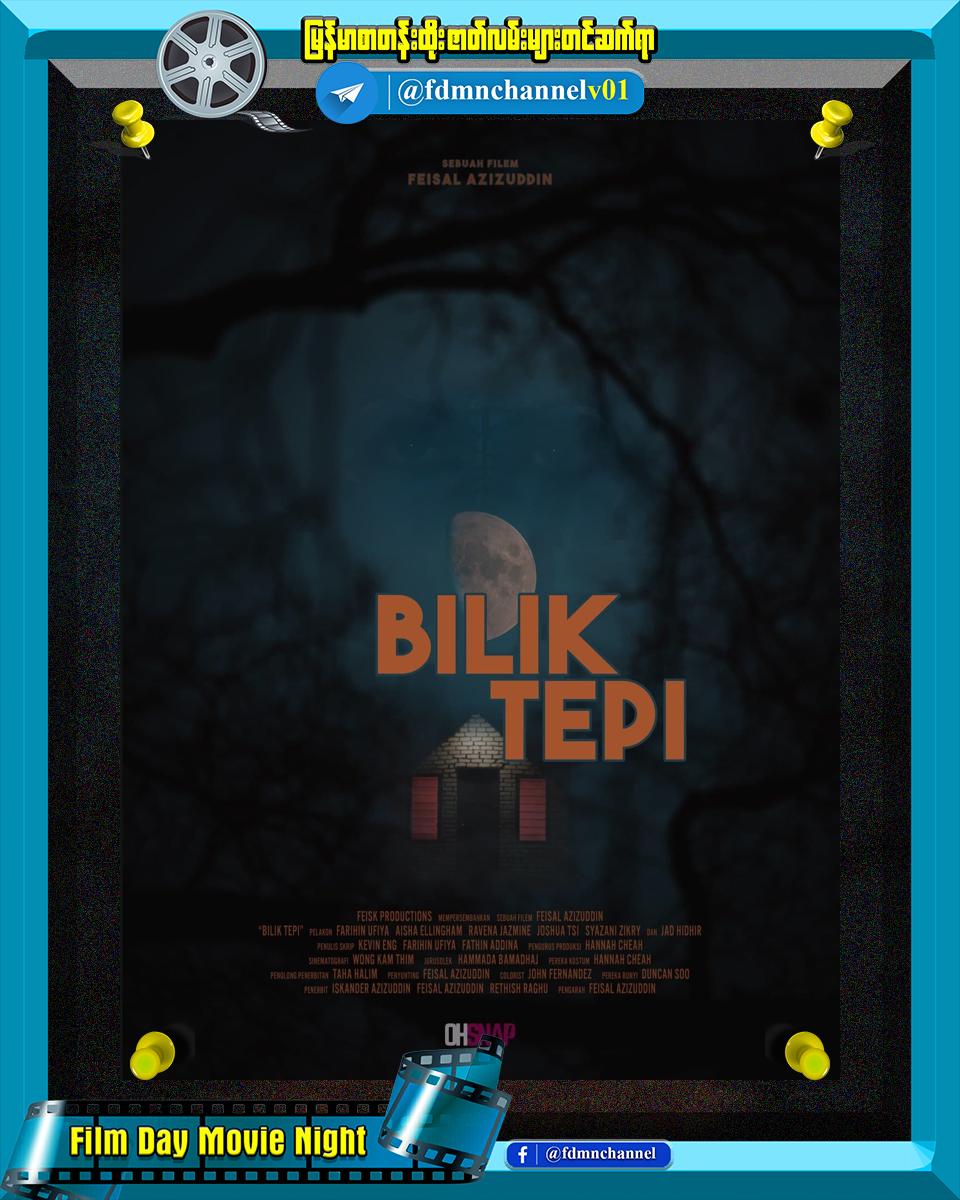 မြန်မာစာတန်းထိုးဇာတ်လမ်းများတင်ဆက်ရာ
@fdmnchannelv01
SEBUAH FILEM
FEISAL AZIZUDDIN
BILIK
TEPI
FEISK PRODUCTIONS MEMPERSEMBAHKAN SEBUAH FILEM FEISAL AZIZUDDIN
"BILIK TEPI" PELAKON FARIHIN UFIYA AISHA ELLINGHAM RAVENA JAZMINE JOSHUA TSI SYAZANI ZIKRY DAN JAD HIDHIR
PENULIS SKRIP KEVIN ENG FARIHIN UFIYA FATHIN ADDINA PENGURUS PRODUKSI HANNAH CHEAH
SINEMATOGRAFI WONG KAM THIM JURUSOLEK HAMMADA BAMADHAJ PEREKA KOSTUM HANNAH CHEAH
PENOLONG PENERBITAN TAHA HALIM PENYUNTING FEISAL AZIZUDDIN COLORIST JOHN FERNANDEZ PEREKA BUNYI DUNCAN SOO
PENERBIT ISKANDER AZIZUDDIN FEISAL AZIZUDDIN RETHISH RAGHU PENGARAH FEISAL AZIZUDDIN
OHSNAP
Film Day Movie Night
@fdmnchannel